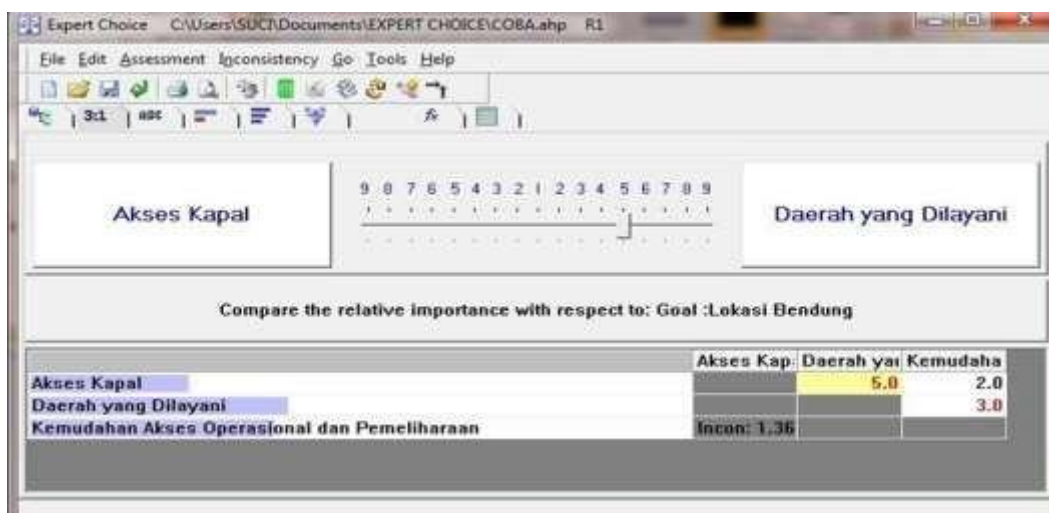 Expert Choice C:\Users\SUCI\Documents\EXPERT CHOICE\COBA.ahp R1
File Edit Assessment Inconsistency Go Tools Help
3:1 ABC
9 8 7 6 5 4 3 2 1 2 3 4 5 6 7 8 9
Akses Kapal
Daerah yang Dilayani
Compare the relative importance with respect to: Goal :Lokasi Bendung
Akses Kap Daerah yan Kemudaha
Akses Kapal 5.0 2.0
Daerah yang Dilayani 3.0
Kemudahan Akses Operasional dan Pemeliharaan Incon: 1.36